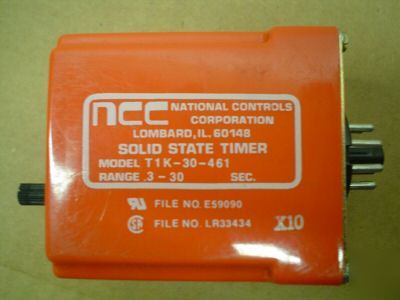 ncc NATIONAL CONTROLS
CORPORATION
LOMBARD, IL. 60148
SOLID STATE TIMER
MODEL T1K-30-461
RANGE .3-30 SEC.
FILE NO. E59090
FILE NO. LR33434
X10